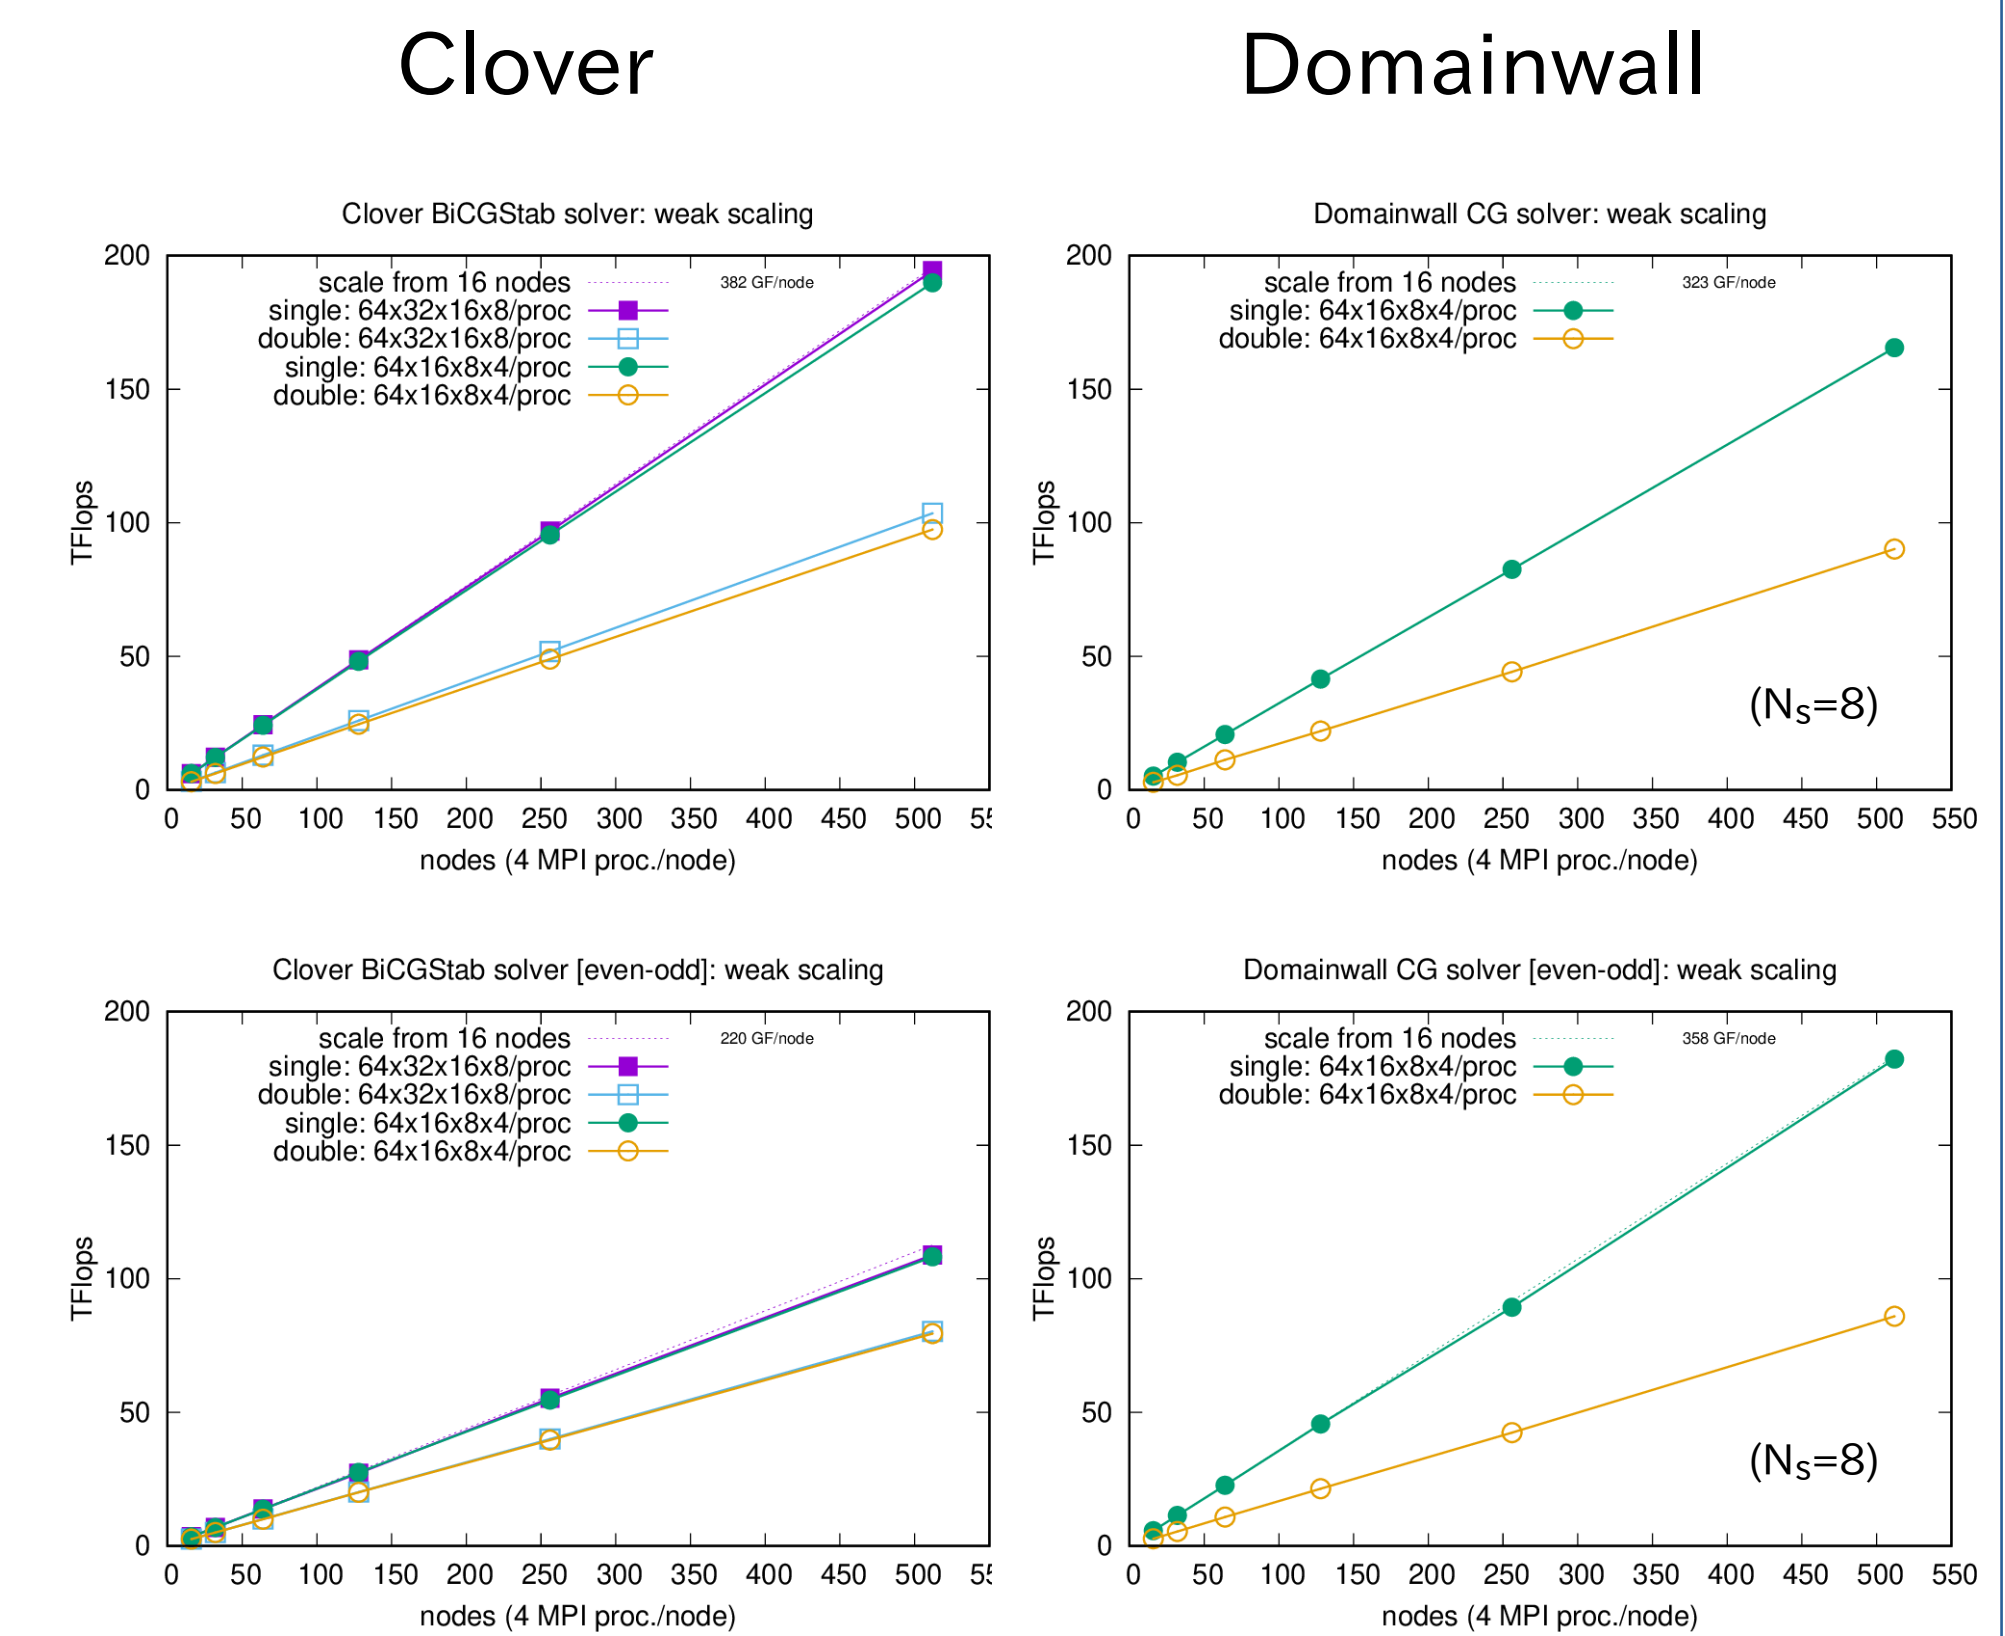 Clover
Domainwall
Clover BiCGStab solver: weak scaling
200
150
100
50
0
TFlops
scale from 16 nodes
382 GF/node
single: 64x32x16x8/proc
double: 64x32x16x8/proc
single: 64x16x8x4/proc
double: 64x16x8x4/proc
0 50 100 150 200 250 300 350 400 450 500 55
nodes (4 MPI proc./node)
Domainwall CG solver: weak scaling
200
150
100
50
0
TFlops
scale from 16 nodes
323 GF/node
single: 64x16x8x4/proc
double: 64x16x8x4/proc
(Ns=8)
0 50 100 150 200 250 300 350 400 450 500 550
nodes (4 MPI proc./node)
Clover BiCGStab solver [even-odd]: weak scaling
200
150
100
50
0
TFlops
scale from 16 nodes
220 GF/node
single: 64x32x16x8/proc
double: 64x32x16x8/proc
single: 64x16x8x4/proc
double: 64x16x8x4/proc
0 50 100 150 200 250 300 350 400 450 500 55
nodes (4 MPI proc./node)
Domainwall CG solver [even-odd]: weak scaling
200
150
100
50
0
TFlops
scale from 16 nodes
358 GF/node
single: 64x16x8x4/proc
double: 64x16x8x4/proc
(Ns=8)
0 50 100 150 200 250 300 350 400 450 500 550
nodes (4 MPI proc./node)